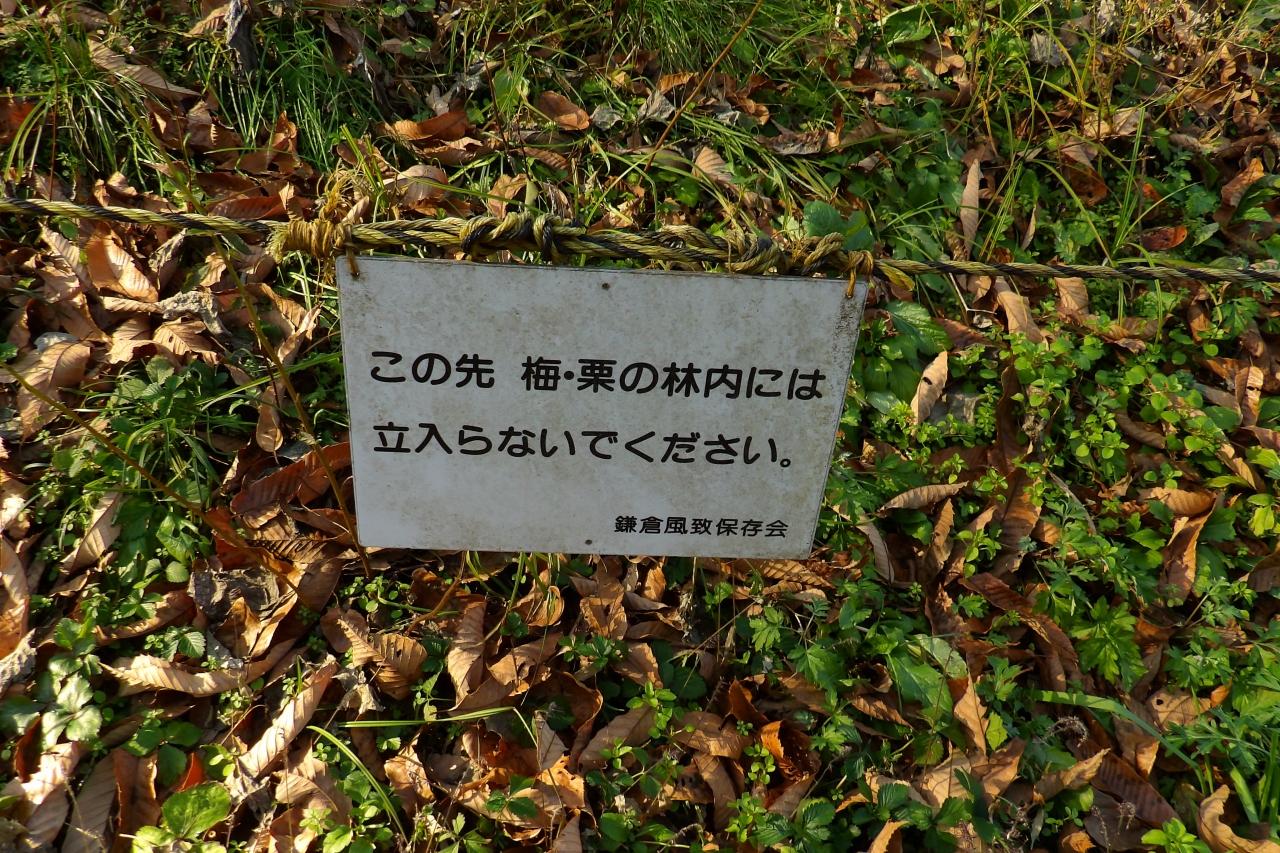 この先 梅・栗の林内には
立入らないでください。
鎌倉風致保存会